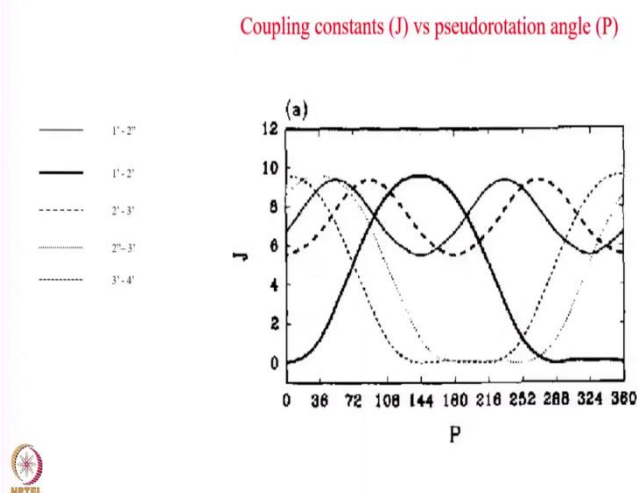 Coupling constants (J) vs pseudorotation angle (P)
(a)
1'-2"
1'-2'
2'-3'
2"-3'
3'-4'
12
10
8
6
4
2
0
J
0 36 72 108 144 180 216 252 288 324 360
P
NPTEL